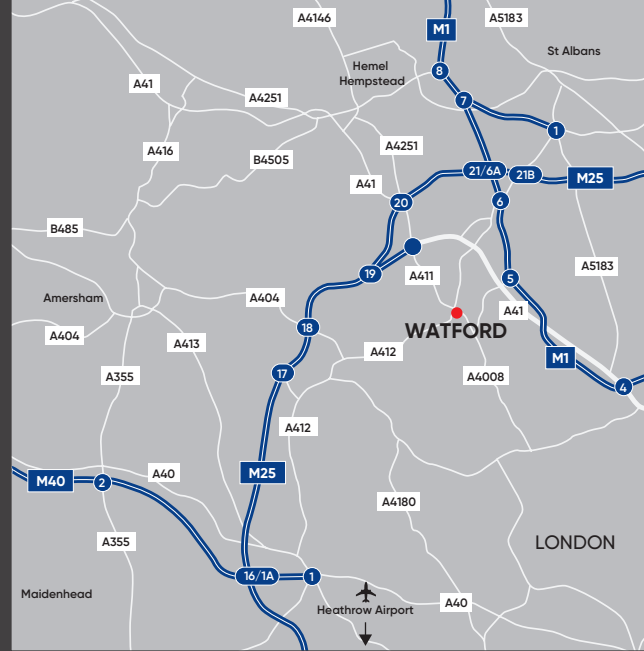 A4146
A5183
M1
St Albans
Hemel
Hempstead
8
A41
A4251
7
1
A416
A4251
B4505
21/6A
21B
M25
A41
20
6
B485
19
A411
5
A5183
Amersham
A404
A41
18
WATFORD
A404
A413
A412
M1
17
A355
A4008
4
A412
M40
2
A40
M25
A4180
A355
LONDON
16/1A
1
Maidenhead
Heathrow Airport
A40